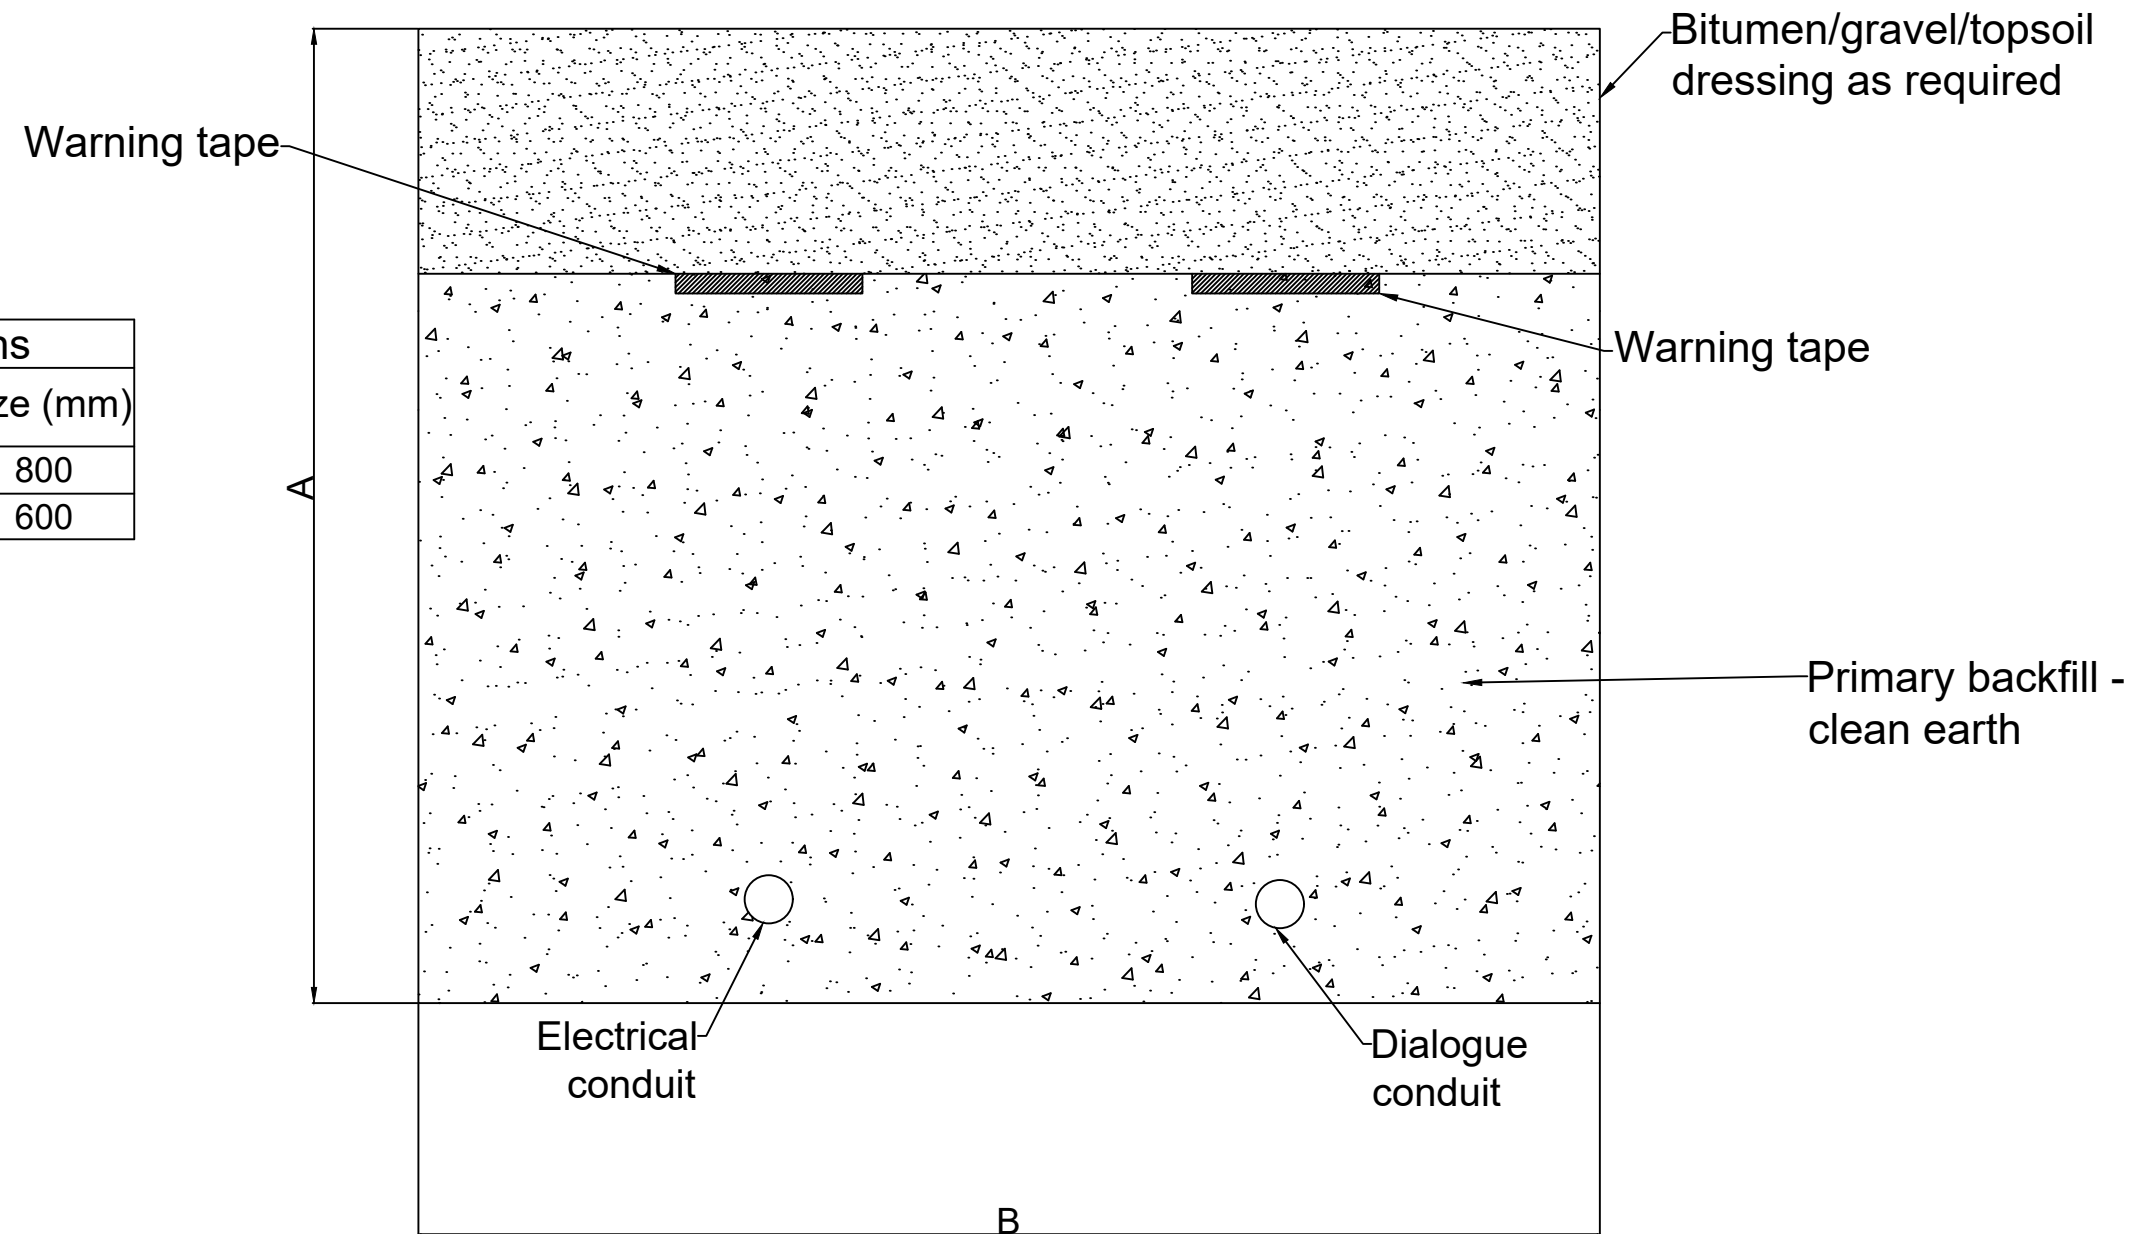 Bitumen/gravel/topsoil
dressing as required
Warning tape
Warning tape
ns
ze (mm)
800
600
A
Primary backfill -
clean earth
Electrical
conduit
Dialogue
conduit
B